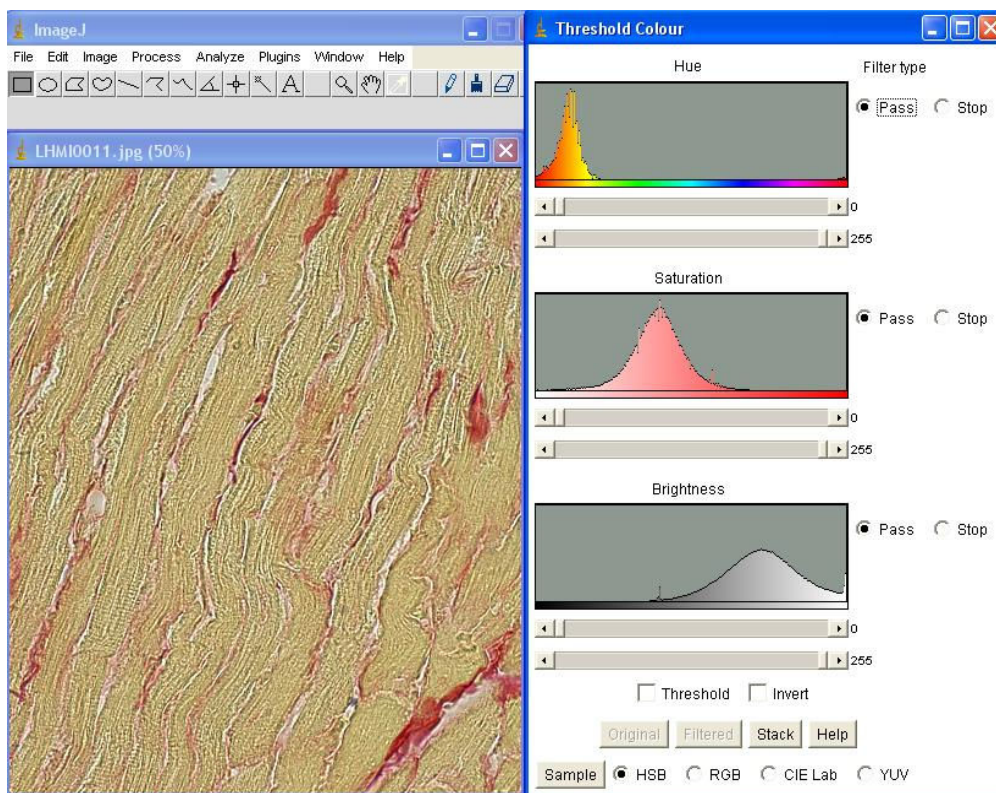 ImageJ
File Edit Image Process Analyze Plugins Window Help
A
LHMI0011.jpg (50%)
Threshold Colour
Hue
Filter type
Pass Stop
0
255
Saturation
Pass Stop
0
255
Brightness
Pass Stop
0
255
Threshold Invert
Original Filtered Stack Help
Sample HSB RGB CIE Lab YUV